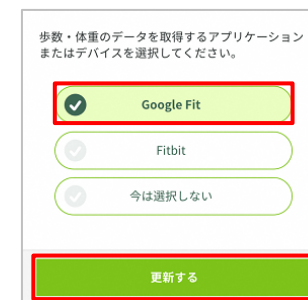 歩数・体重のデータを取得するアプリケーション
またはデバイスを選択してください。
Google Fit
Fitbit
今は選択しない
更新する